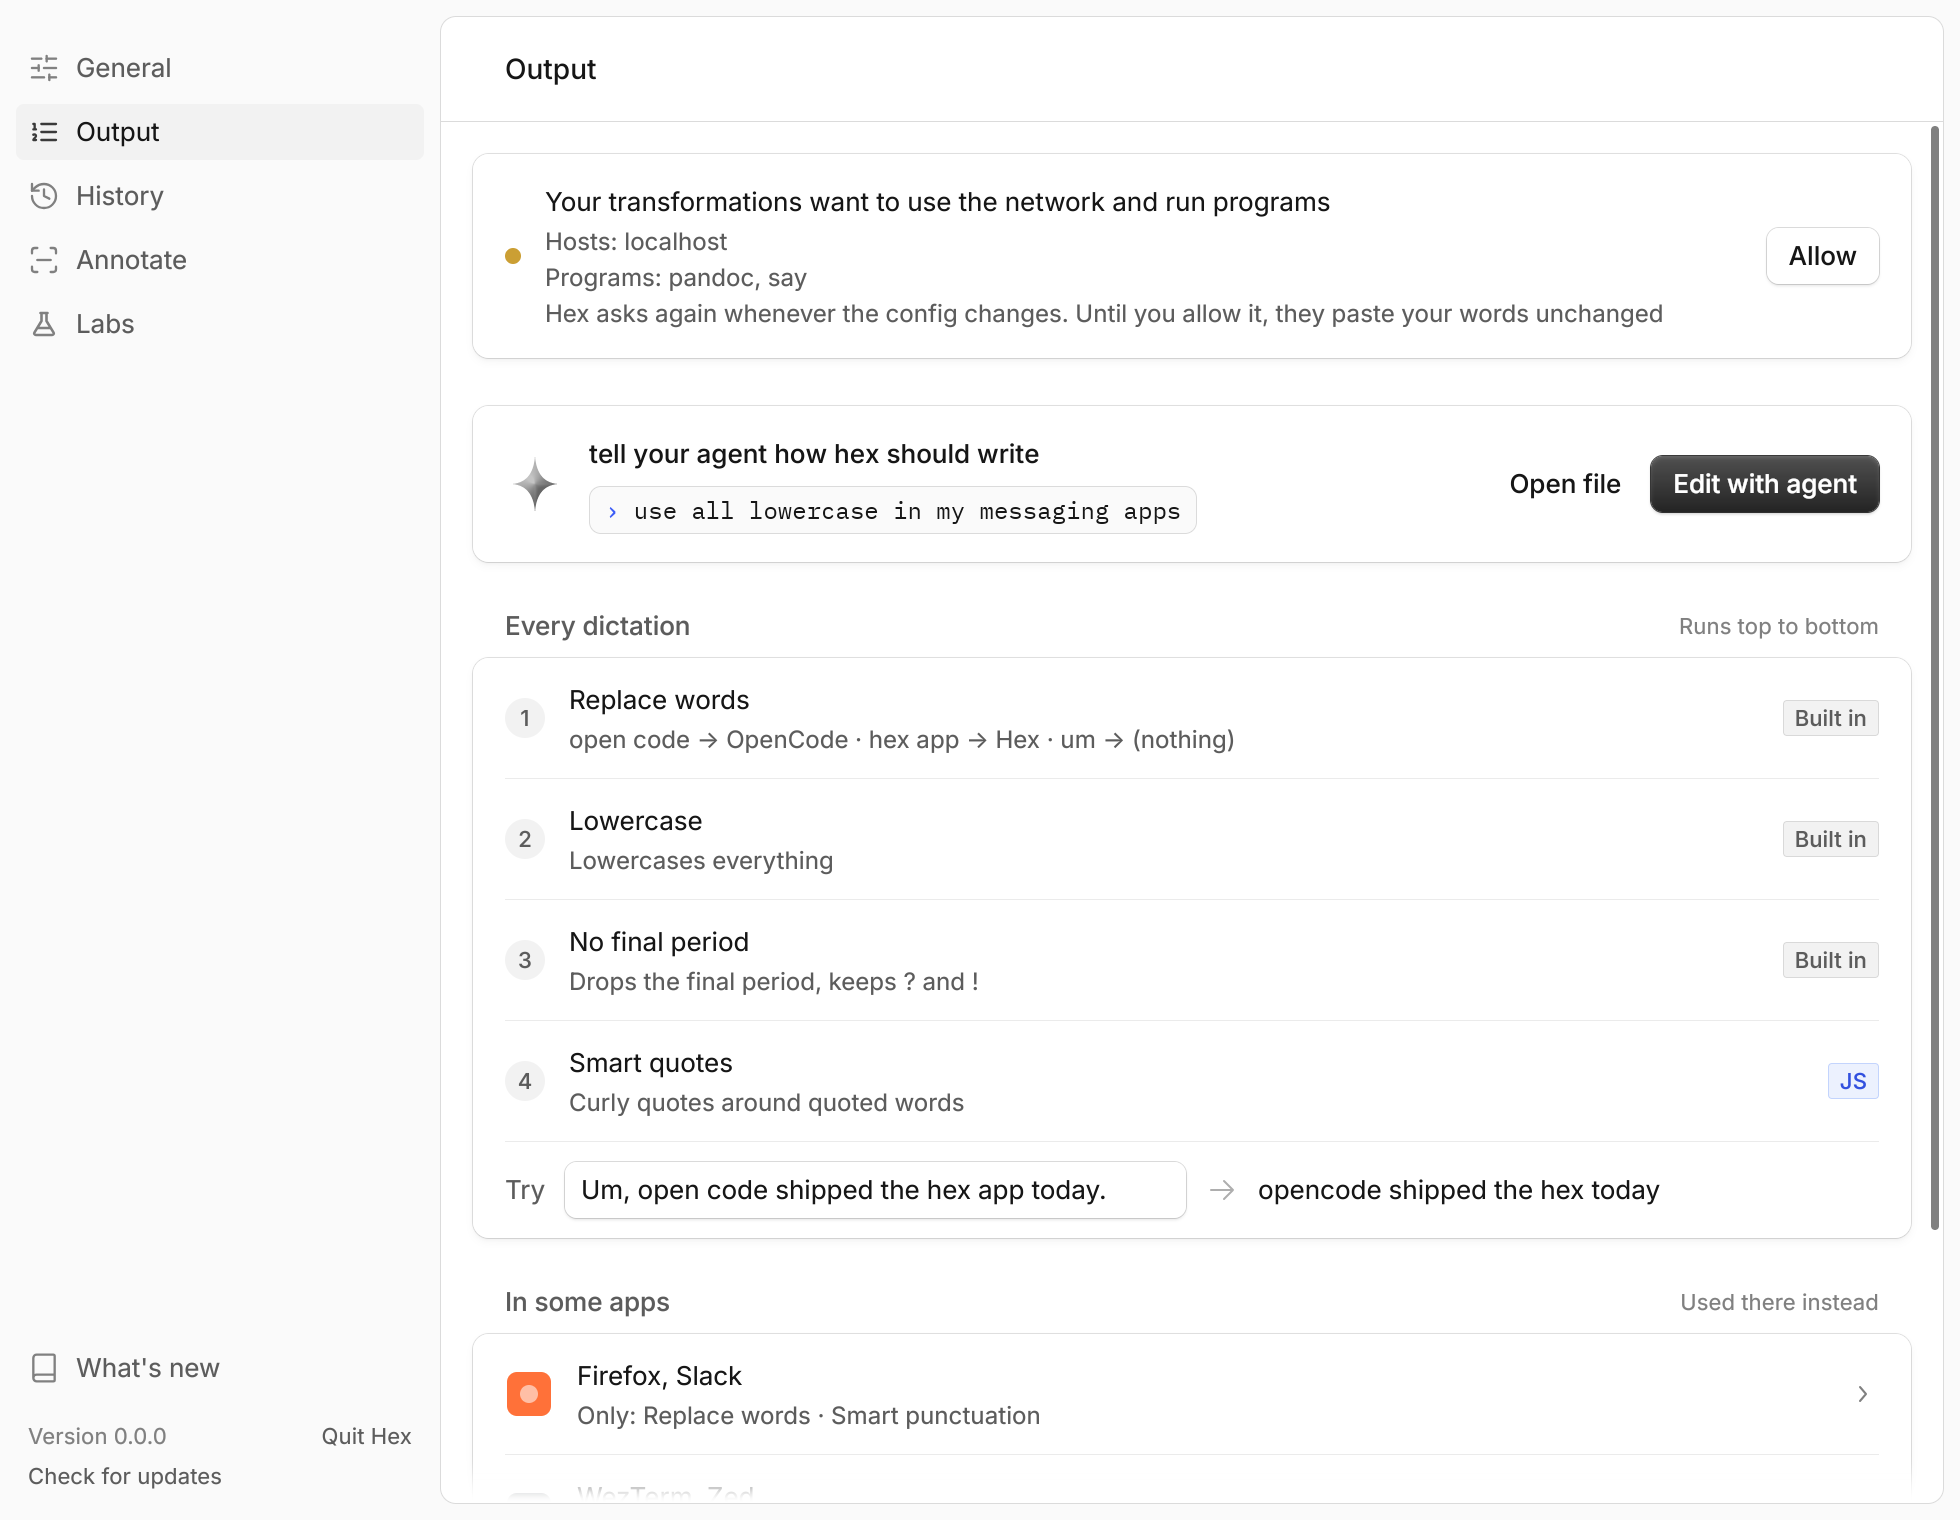 General
Output
History
Annotate
Labs
What's new
Version 0.0.0
Quit Hex
Check for updates
Output
Your transformations want to use the network and run programs
Hosts: localhost
Programs: pandoc, say
Hex asks again whenever the config changes. Until you allow it, they paste your words unchanged
Allow
tell your agent how hex should write
› use all lowercase in my messaging apps
Open file
Edit with agent
Every dictation
Runs top to bottom
1
Replace words
open code → OpenCode · hex app → Hex · um → (nothing)
Built in
2
Lowercase
Lowercases everything
Built in
3
No final period
Drops the final period, keeps ? and !
Built in
4
Smart quotes
Curly quotes around quoted words
JS
Try
Um, open code shipped the hex app today.
→ opencode shipped the hex today
In some apps
Used there instead
Firefox, Slack
Only: Replace words · Smart punctuation
WezTerm, Zed